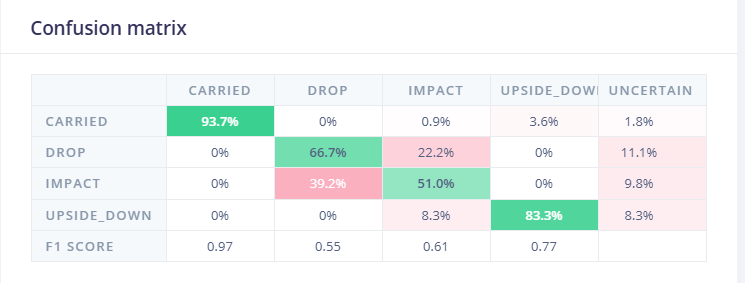 Confusion matrix
CARRIED DROP IMPACT UPSIDE_DOWI UNCERTAIN
CARRIED 93.7% 0% 0.9% 3.6% 1.8%
DROP 0% 66.7% 22.2% 0% 11.1%
IMPACT 0% 39.2% 51.0% 0% 9.8%
UPSIDE_DOWN 0% 0% 8.3% 83.3% 8.3%
F1 SCORE 0.97 0.55 0.61 0.77